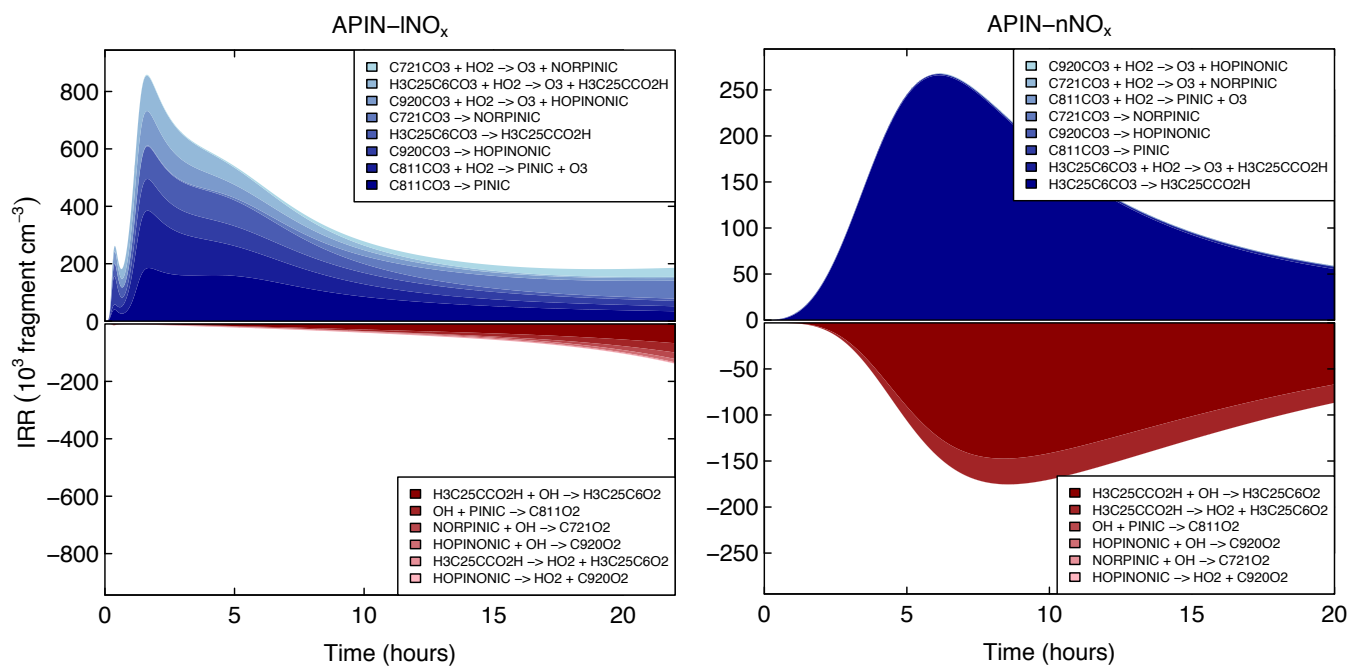 APIN–lNOx
APIN–nNOx
IRR ( 10³ fragment cm⁻³)
800
600
400
200
0
0
−200
−400
−600
−800
C721CO3 + HO2 −> O3 + NORPINIC
H3C25C6CO3 + HO2 −> O3 + H3C25CCO2H
C920CO3 + HO2 −> O3 + HOPINONIC
C721CO3 −> NORPINIC
H3C25C6CO3 −> H3C25CCO2H
C920CO3 −> HOPINONIC
C811CO3 + HO2 −> PINIC + O3
C811CO3 −> PINIC
H3C25CCO2H + OH −> H3C25C6O2
OH + PINIC −> C811O2
NORPINIC + OH −> C721O2
HOPINONIC + OH −> C920O2
H3C25CCO2H −> HO2 + H3C25C6O2
HOPINONIC −> HO2 + C920O2
0 5 10 15 20
Time (hours)
250
200
150
100
50
0
0
−50
−100
−150
−200
−250
C920CO3 + HO2 −> O3 + HOPINONIC
C721CO3 + HO2 −> O3 + NORPINIC
C811CO3 + HO2 −> PINIC + O3
C721CO3 −> NORPINIC
C920CO3 −> HOPINONIC
C811CO3 −> PINIC
H3C25C6CO3 + HO2 −> O3 + H3C25CCO2H
H3C25C6CO3 −> H3C25CCO2H
H3C25CCO2H + OH −> H3C25C6O2
H3C25CCO2H −> HO2 + H3C25C6O2
OH + PINIC −> C811O2
HOPINONIC + OH −> C920O2
NORPINIC + OH −> C721O2
HOPINONIC −> HO2 + C920O2
0 5 10 15 20
Time (hours)